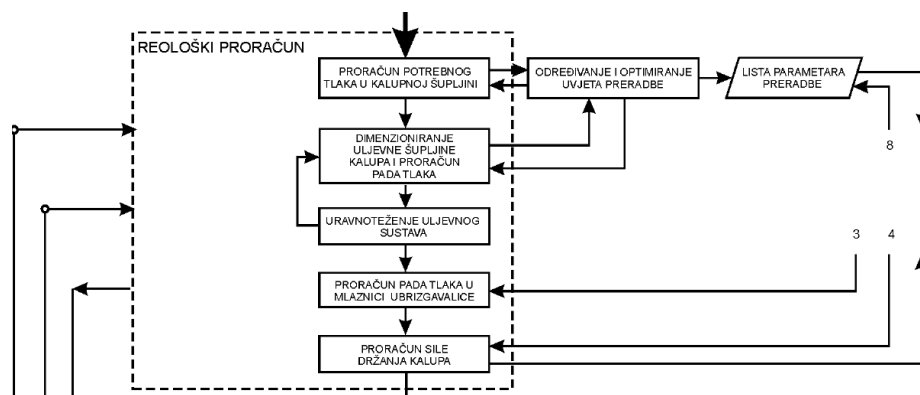 REOLOŠKI PRORAČUN
PRORAČUN POTREBNOG
TLAKA U KALUPNOJ ŠUPLJINI
ODREĐIVANJE I OPTIMIRANJE
UVJETA PRERADBE
LISTA PARAMETARA
PRERADBE
DIMENZIONIRANJE
ULJEVNE ŠUPLJINE
KALUPA I PRORAČUN
PADA TLAKA
8
URAVNOTEŽENJE ULJEVNOG
SUSTAVA
3 4
PRORAČUN PADA TLAKA U
MLAZNICI UBRIZGAVALICE
PRORAČUN SILE
DRŽANJA KALUPA